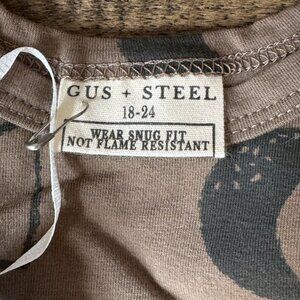 GUS + STEEL
18-24
WEAR SNUG FIT
NOT FLAME RESISTANT